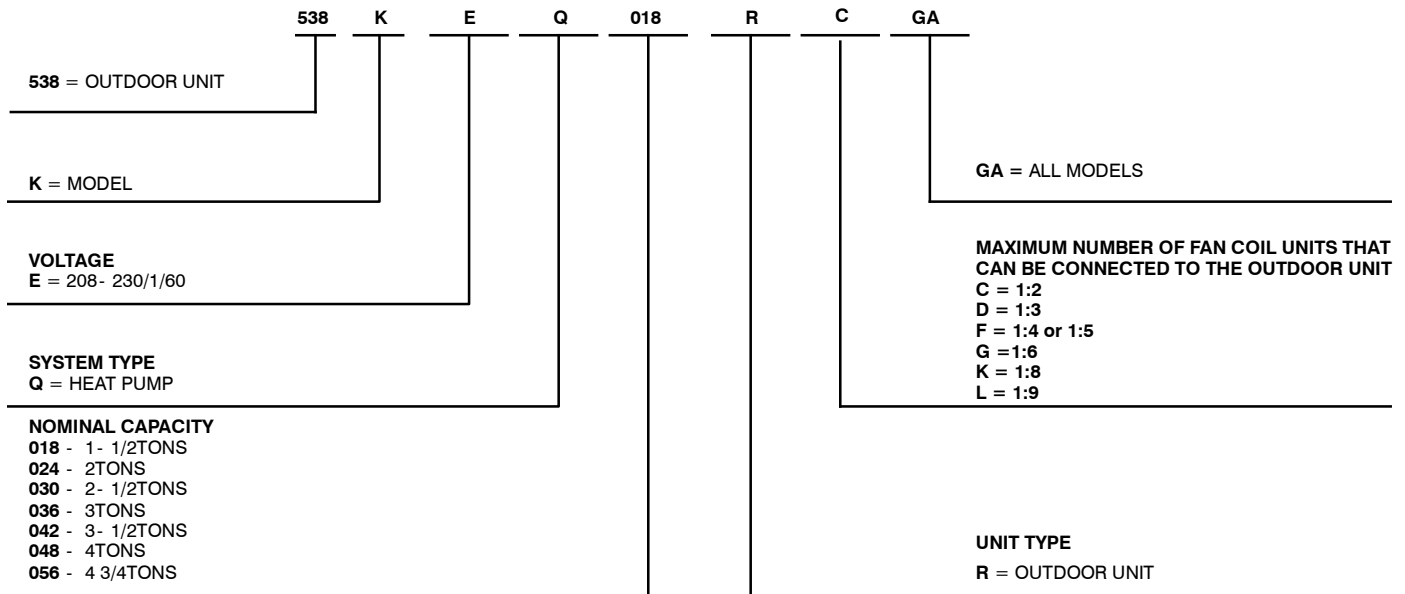 538 K E Q 018 R C GA
538 = OUTDOOR UNIT
K = MODEL
VOLTAGE
E = 208- 230/1/60
SYSTEM TYPE
Q = HEAT PUMP
NOMINAL CAPACITY
018 - 1- 1/2TONS
024 - 2TONS
030 - 2- 1/2TONS
036 - 3TONS
042 - 3- 1/2TONS
048 - 4TONS
056 - 4 3/4TONS
GA = ALL MODELS
MAXIMUM NUMBER OF FAN COIL UNITS THAT
CAN BE CONNECTED TO THE OUTDOOR UNIT
C = 1:2
D = 1:3
F = 1:4 or 1:5
G =1:6
K = 1:8
L = 1:9
UNIT TYPE
R = OUTDOOR UNIT